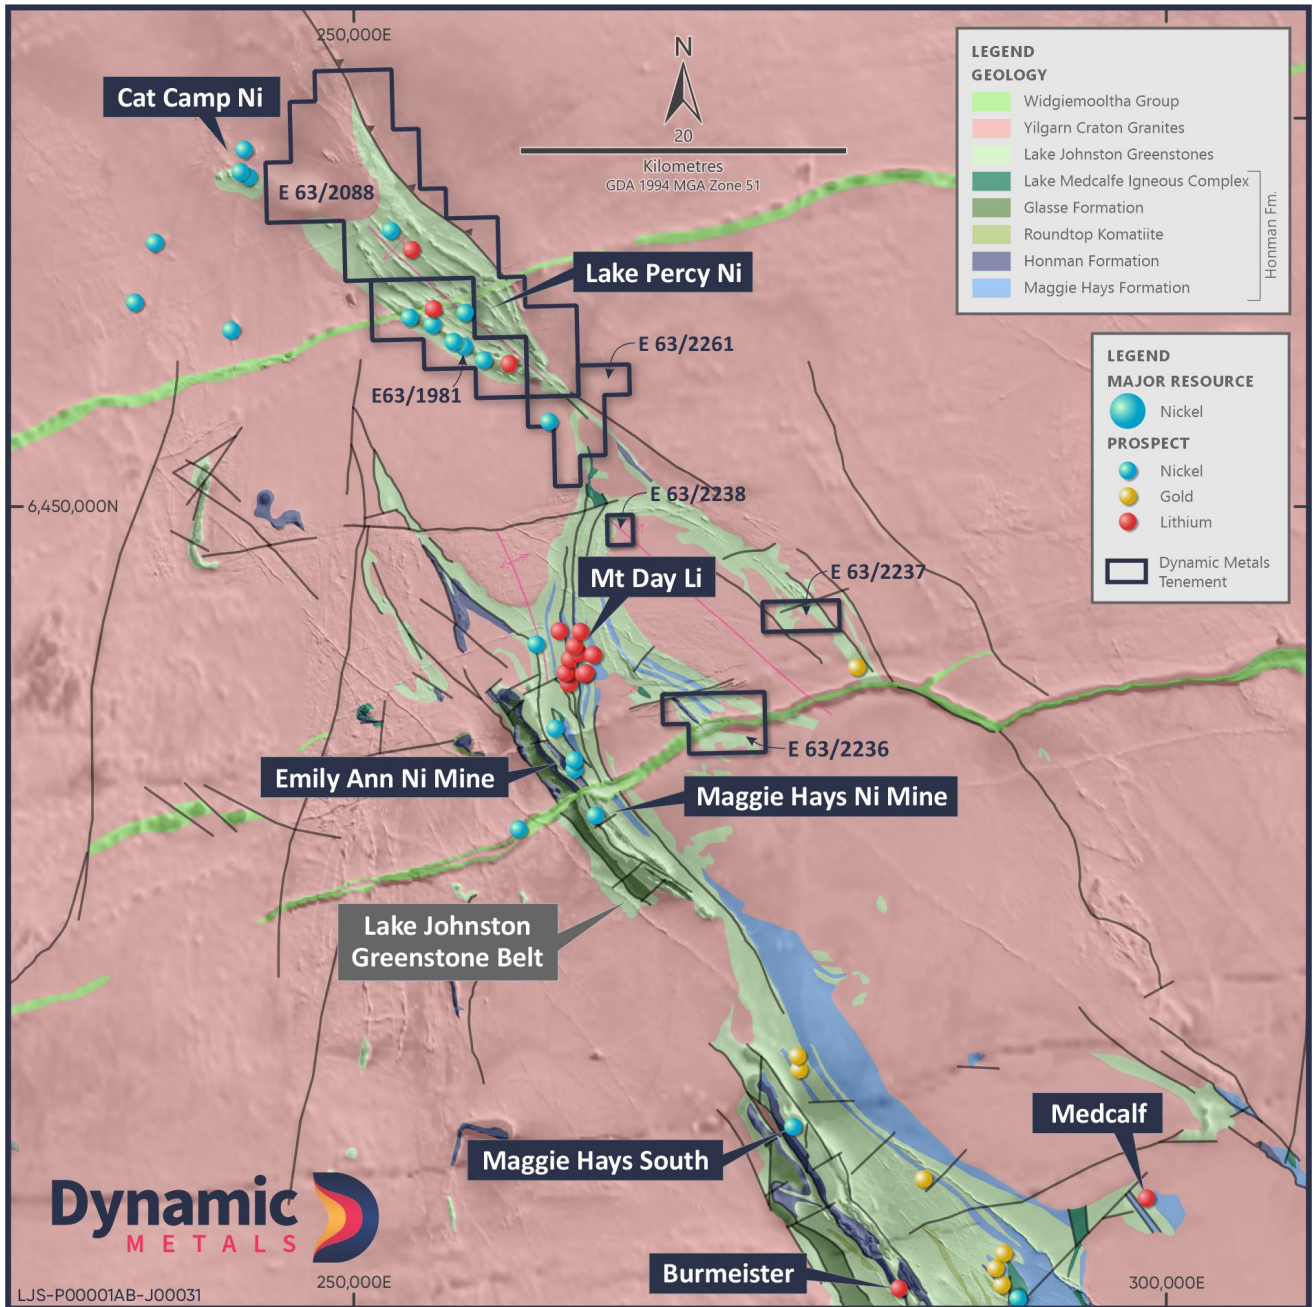 250,000E
Cat Camp Ni
N
20
Kilometres
GDA 1994 MGA Zone 51
LEGEND
GEOLOGY
Widgiemooltha Group
Yilgarn Craton Granites
Lake Johnston Greenstones
Lake Medcalfe Igneous Complex
Glasse Formation
Roundtop Komatiite
Honman Formation
Maggie Hays Formation
Honman Fm.
E 63/2088
Lake Percy Ni
E 63/2261
E63/1981
LEGEND
MAJOR RESOURCE
Nickel
PROSPECT
Nickel
Gold
Lithium
Dynamic Metals
Tenement
6,450,000N
E 63/2238
Mt Day Li
E 63/2237
E 63/2236
Emily Ann Ni Mine
Maggie Hays Ni Mine
Lake Johnston
Greenstone Belt
Medcalf
Maggie Hays South
Dynamic
METALS
Burmeister
250,000E
300,000E
LJS-P00001AB-J00031